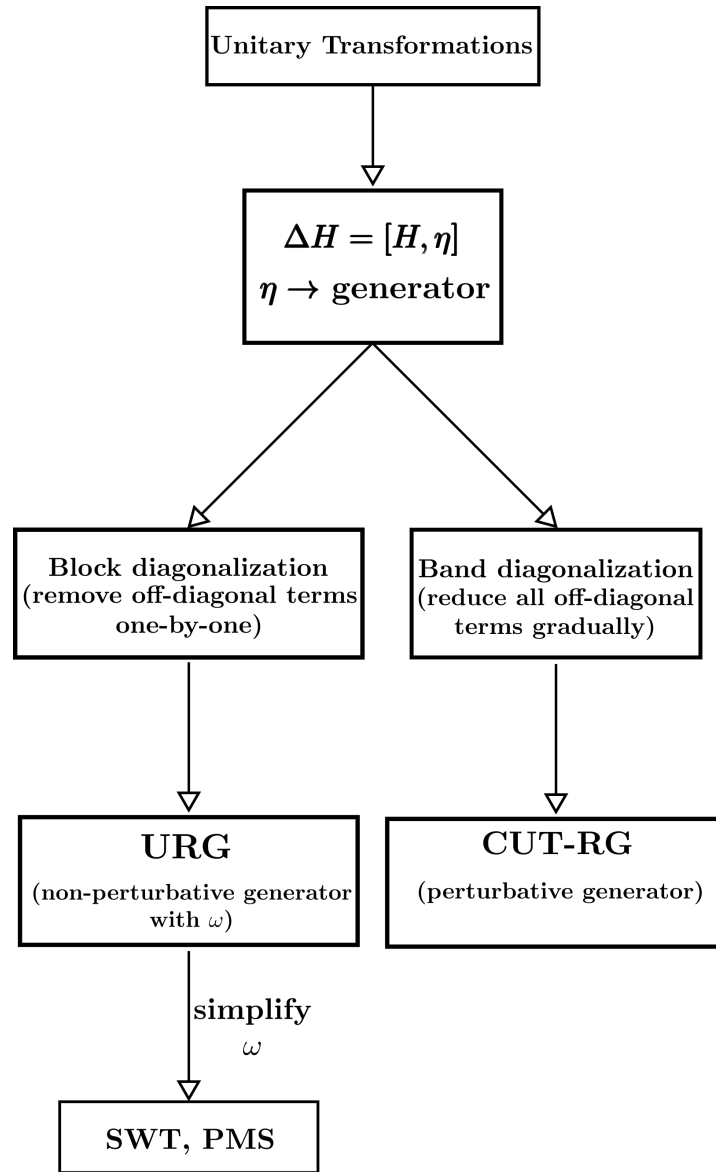 Unitary Transformations
ΔH = [H, η]
η → generator
Block diagonalization
(remove off-diagonal terms
one-by-one)
Band diagonalization
(reduce all off-diagonal
terms gradually)
URG
(non-perturbative generator
with ω)
CUT-RG
(perturbative generator)
simplify
ω
SWT, PMS